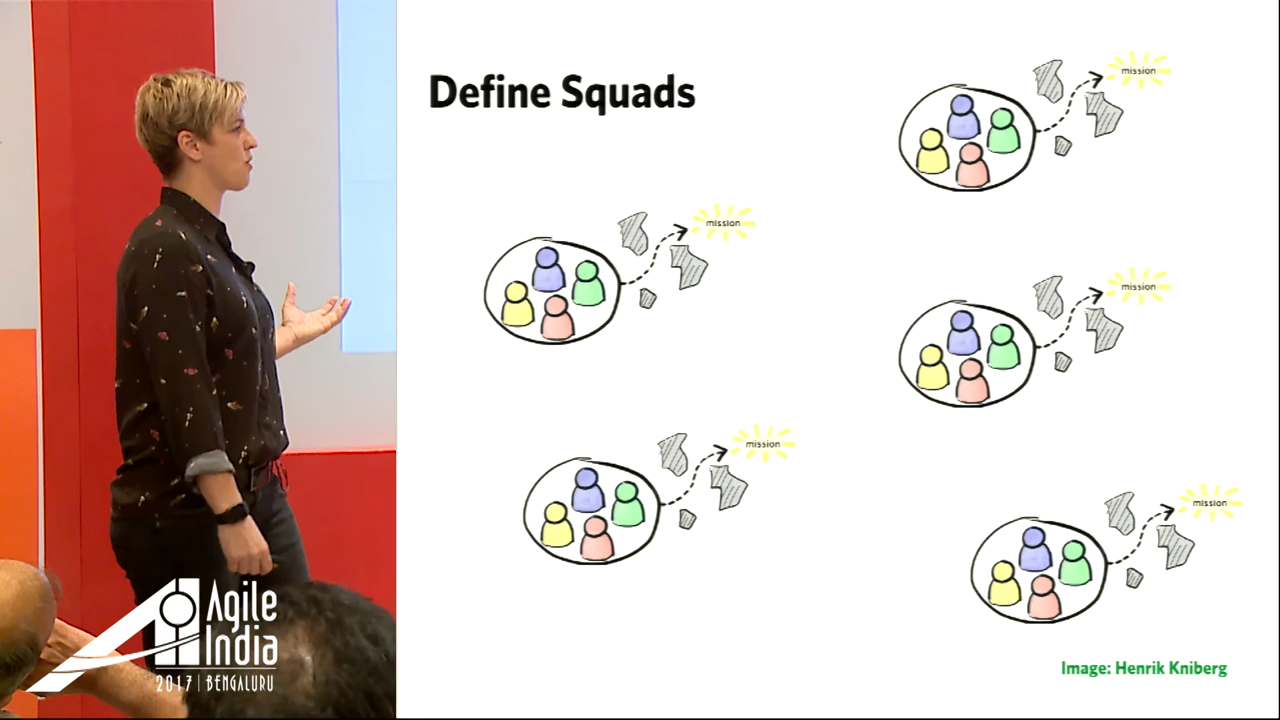 Define Squads
mission
mission
mission
mission
mission
Image: Henrik Kniberg
Agile
India
2017 | BENGALURU